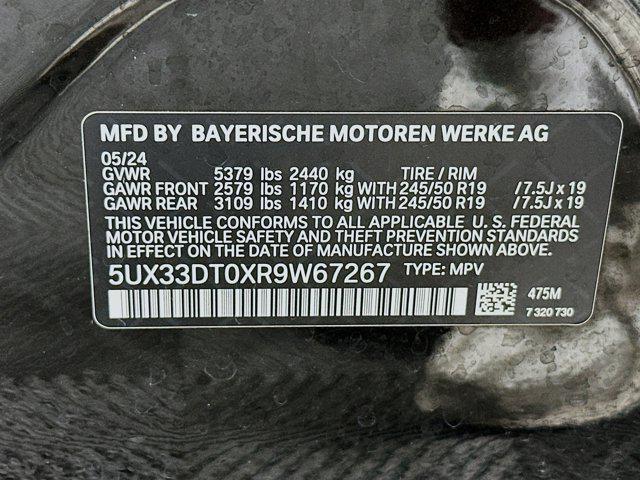 MFD BY BAYERISCHE MOTOREN WERKE AG
05/24
GVWR 5379 lbs 2440 kg TIRE / RIM
GAWR FRONT 2579 lbs 1170 kg WITH 245/50 R19 /7.5J x 19
GAWR REAR 3109 lbs 1410 kg WITH 245/50 R19 /7.5J x 19
THIS VEHICLE CONFORMS TO ALL APPLICABLE U.S. FEDERAL
MOTOR VEHICLE SAFETY AND THEFT PREVENTION STANDARDS
IN EFFECT ON THE DATE OF MANUFACTURE SHOWN ABOVE.
5UX33DT0XR9W67267 TYPE: MPV
475M
7 320 730